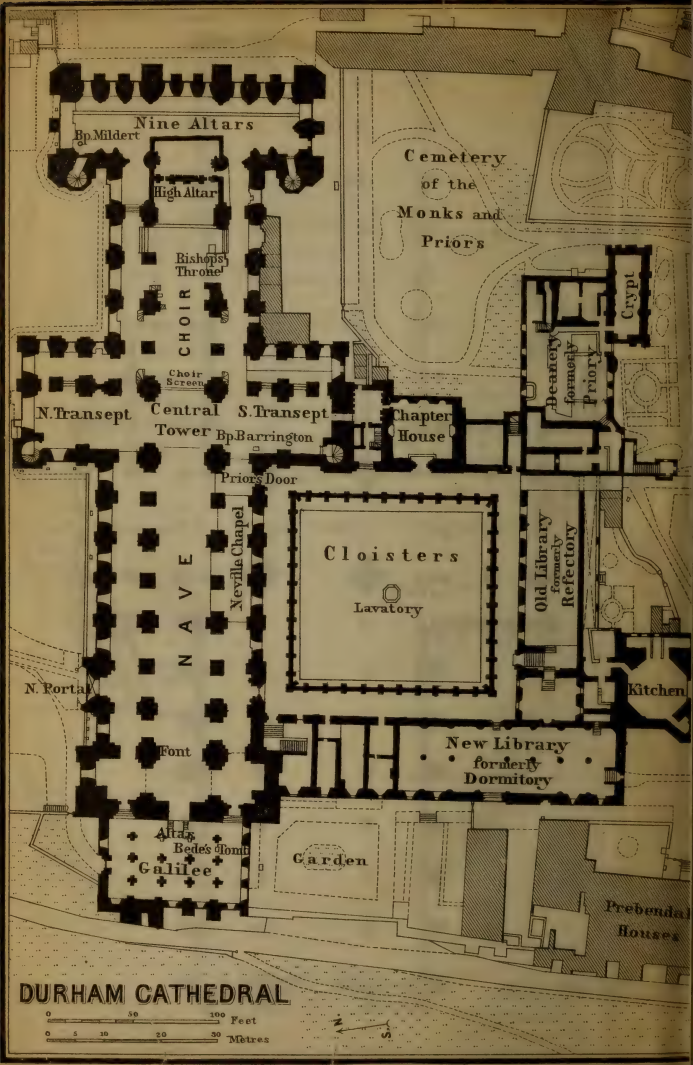 Nine Altars
Bp. Mildert
High Altar
Cemetery
of the
Monks and
Priors
Bishops
Throne
CHOIR
Crypt
Deanery
formerly
Priory
Choir
Screen
N. Transept
Central
Tower
S. Transept
Bp. Barrington
Chapter
House
Priors Door
Neville Chapel
NAVE
Cloisters
Lavatory
Old Library
formerly
Refectory
N. Portal
Kitchen
Font
New Library
formerly
Dormitory
Altas
Bede's Tomb
Galilee
Garden
Prebendal
Houses
DURHAM CATHEDRAL
0 50 100 Feet
0 5 10 20 30 Metres
N
S